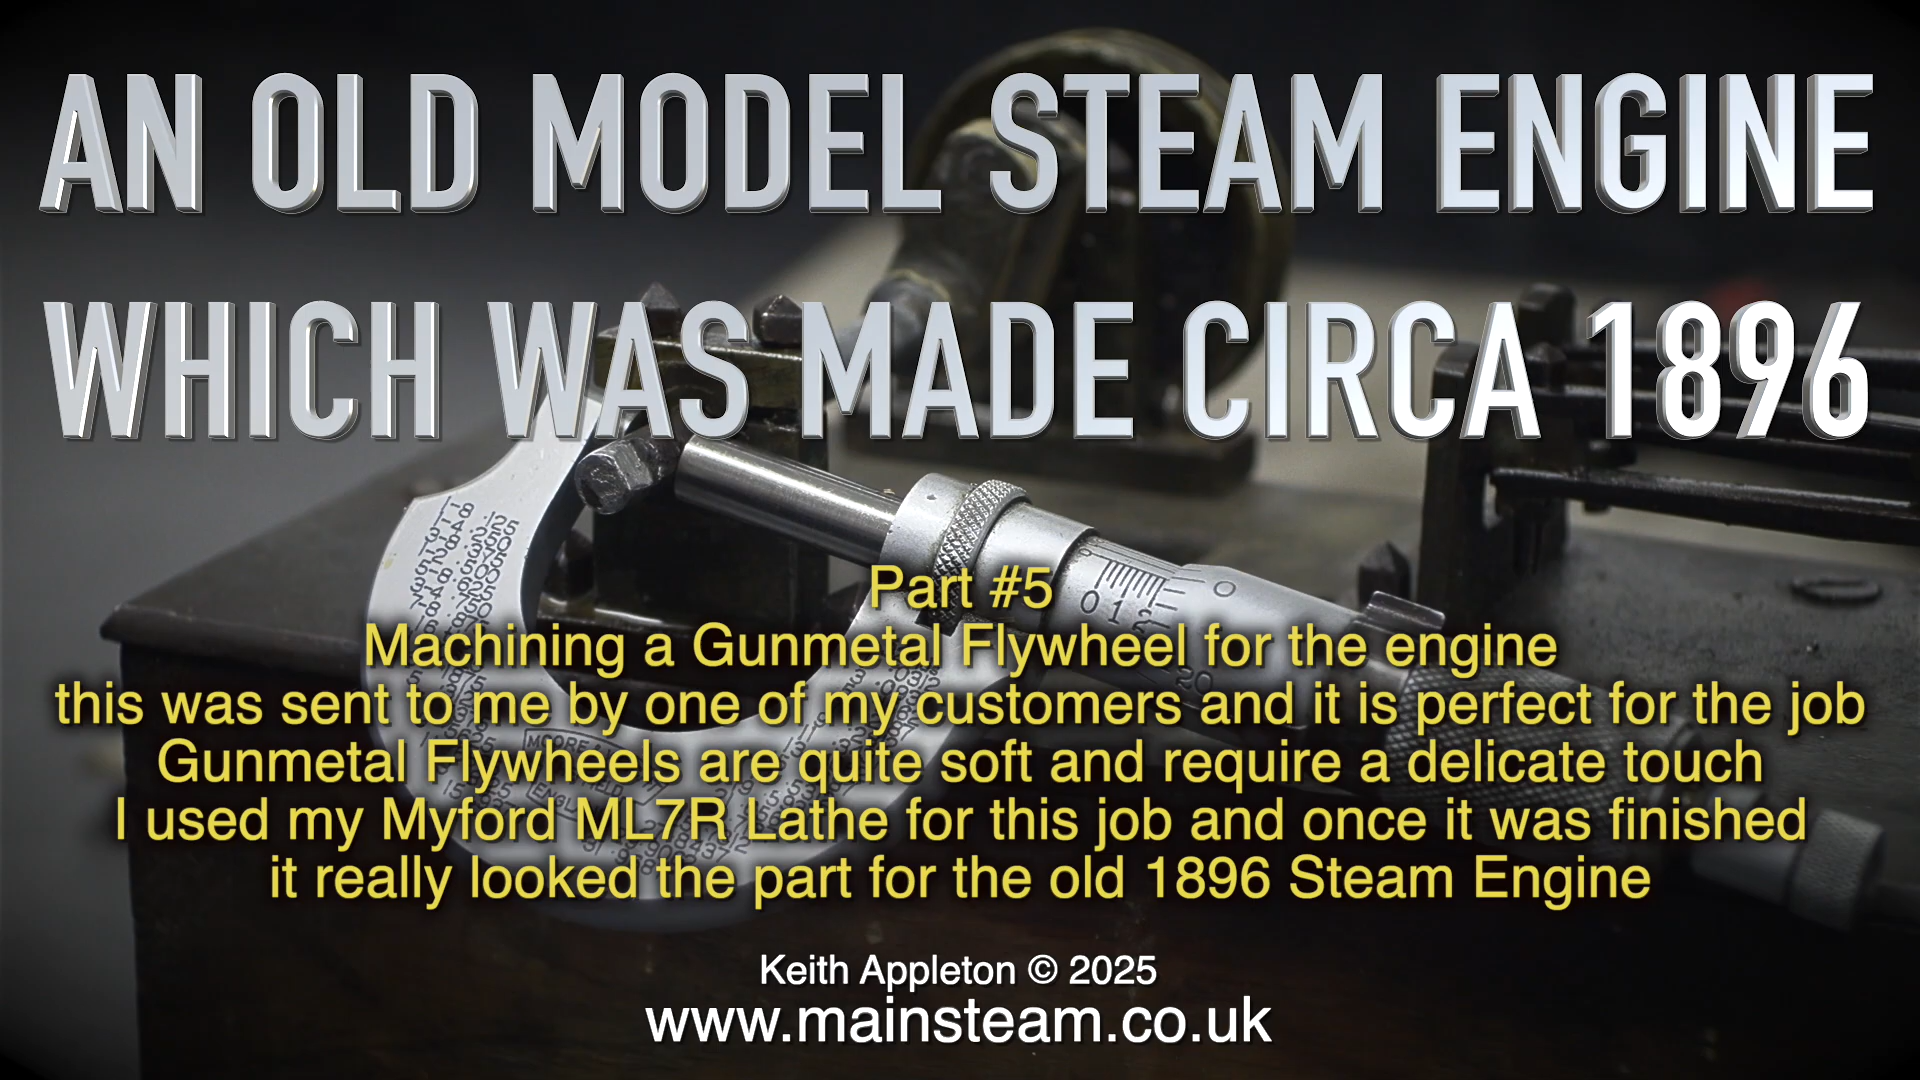 AN OLD MODEL STEAM ENGINE
WHICH WAS MADE CIRCA 1896
Part #5
Machining a Gunmetal Flywheel for the engine
this was sent to me by one of my customers and it is perfect for the job
Gunmetal Flywheels are quite soft and require a delicate touch
I used my Myford ML7R Lathe for this job and once it was finished
it really looked the part for the old 1896 Steam Engine
Keith Appleton © 2025
www.mainsteam.co.uk